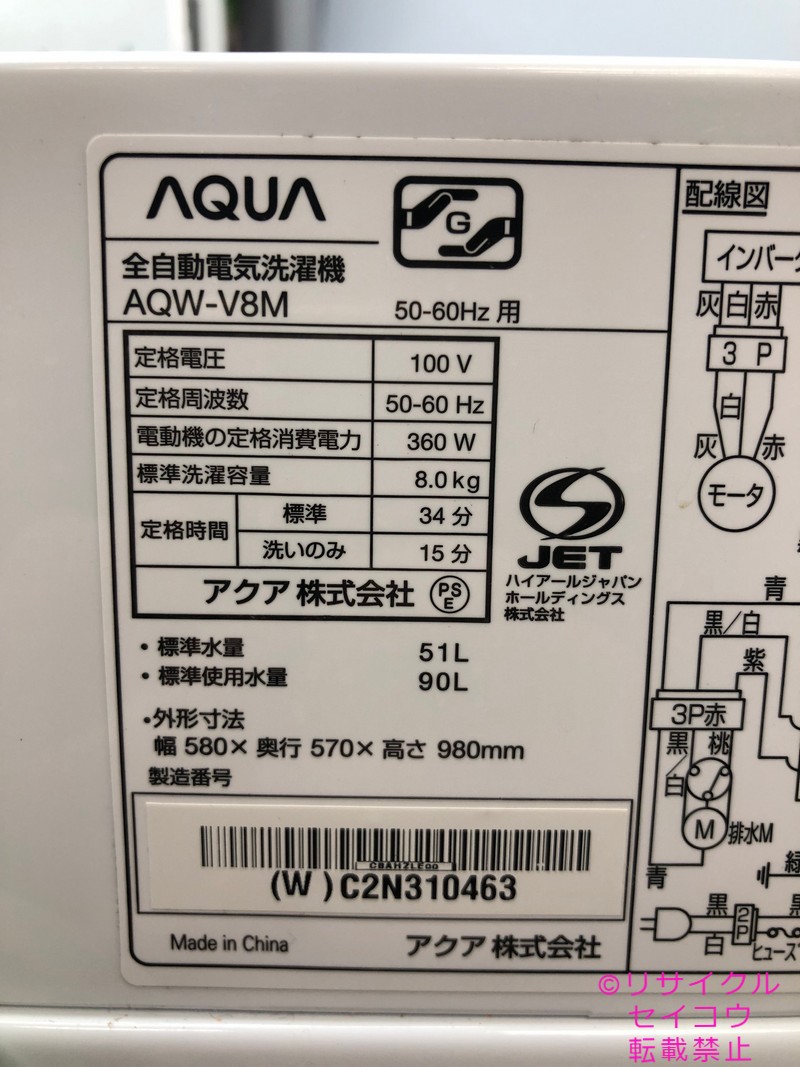 AQUA
G
全自動電気洗濯機
AQW-V8M
50-60Hz 用
定格電圧 100 V
定格周波数 50-60 Hz
電動機の定格消費電力 360 W
標準洗濯容量 8.0kg
定格時間 標準 34 分
洗いのみ 15 分
アクア 株式会社 PSE
JET
ハイアールジャパン
ホールディングス
株式会社
・標準水量 51L
・標準使用水量 90L
・外形寸法
幅 580× 奥行 570× 高さ 980mm
製造番号
(W)C2N310463
Made in China アクア 株式会社
配線図
インバー
灰 白 赤
3 P
白
灰 赤
モータ
青
黒/白
紫
3P赤
黒/白 桃
M 排水M
青
緑
黒
2P
白
ヒューズ
©リサイクル
セイコウ
転載禁止